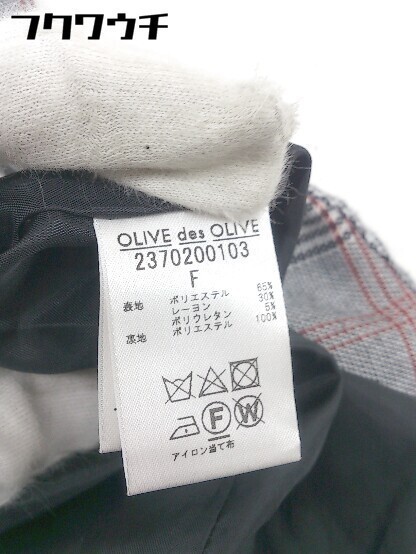 フクワウチ
OLIVE des OLIVE
2370200103
F
表地 ポリエステル 65%
レーヨン 30%
ポリウレタン 5%
裏地 ポリエステル 100%
F W
アイロン当て布